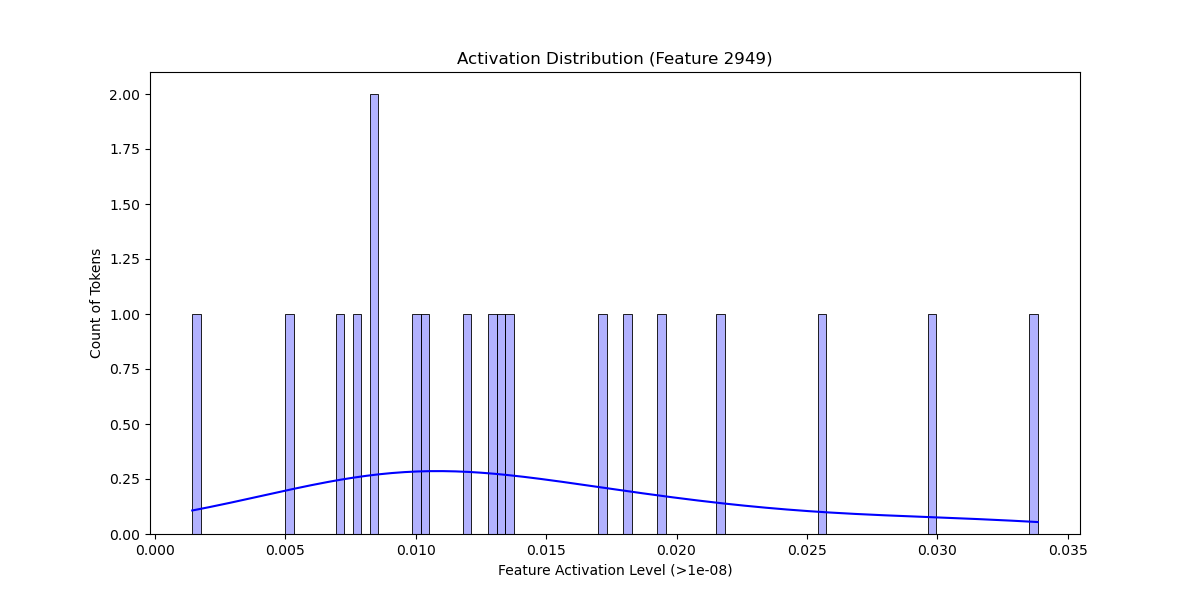 Activation Distribution (Feature 2949)
2.00
1.75
1.50
1.25
1.00
0.75
0.50
0.25
0.00
Count of Tokens
0.000 0.005 0.010 0.015 0.020 0.025 0.030 0.035
Feature Activation Level (>1e-08)